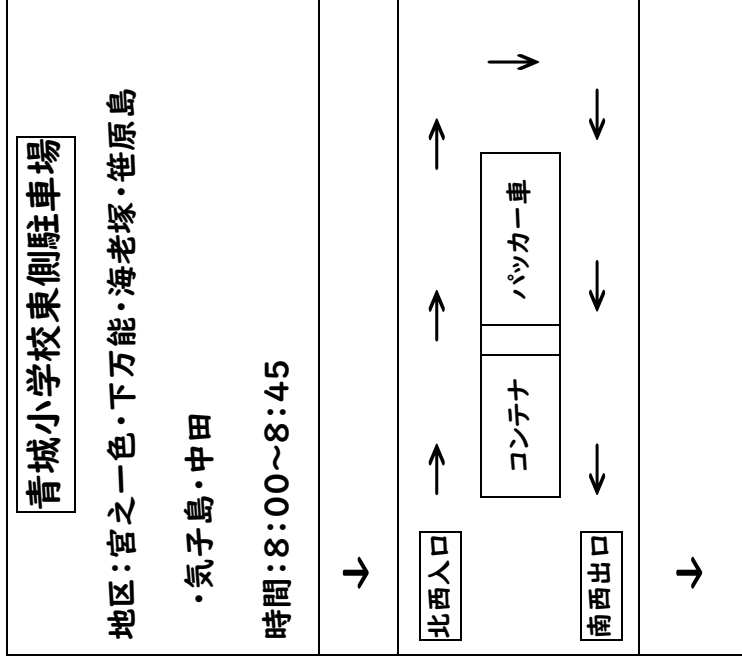 青城小学校東側駐車場
地区：宮之一色・下万能・海老塚・笹原島
・気子島・中田
時間：8：00～8：45
北西入口
コンテナ
パッカー車
南西出口